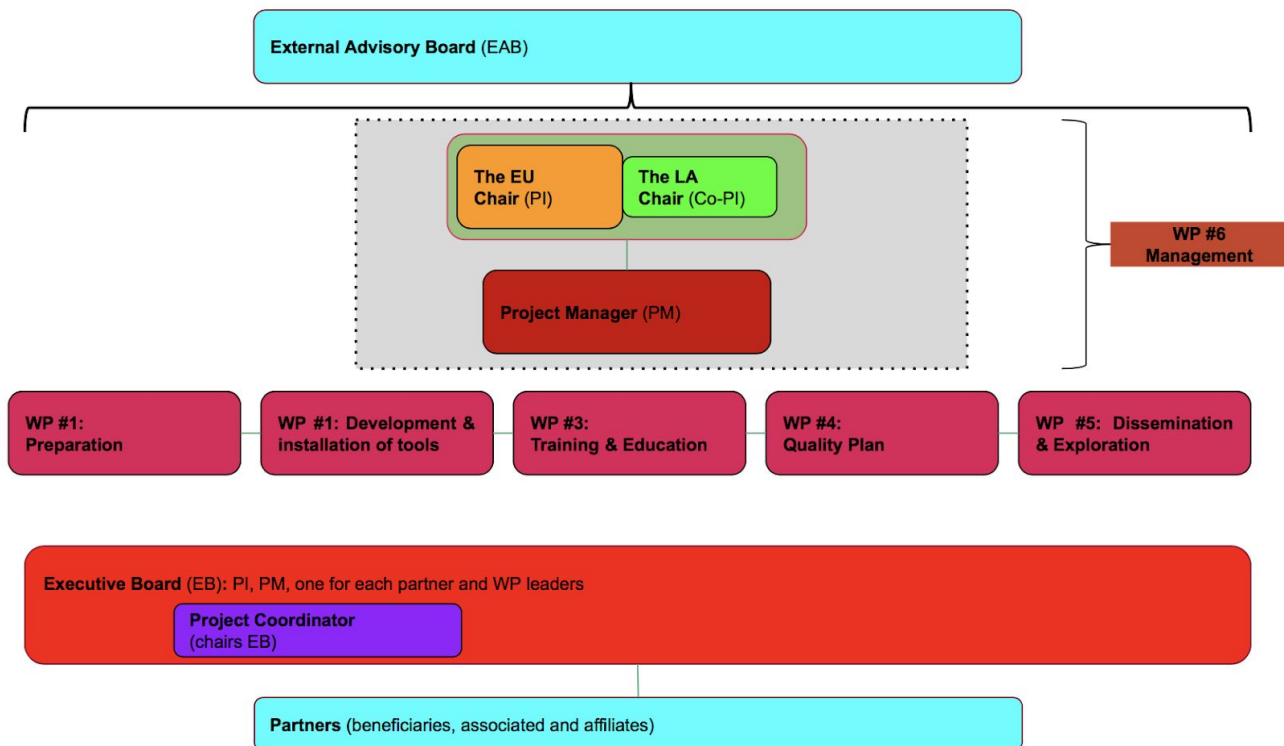 External Advisory Board (EAB)
The EU
Chair (PI)
The LA
Chair (Co-PI)
WP #6
Management
Project Manager (PM)
WP #1:
Preparation
WP #1: Development &
installation of tools
WP #3:
Training & Education
WP #4:
Quality Plan
WP #5: Dissemination
& Exploration
Executive Board (EB): PI, PM, one for each partner and WP leaders
Project Coordinator
(chairs EB)
Partners (beneficiaries, associated and affiliates)